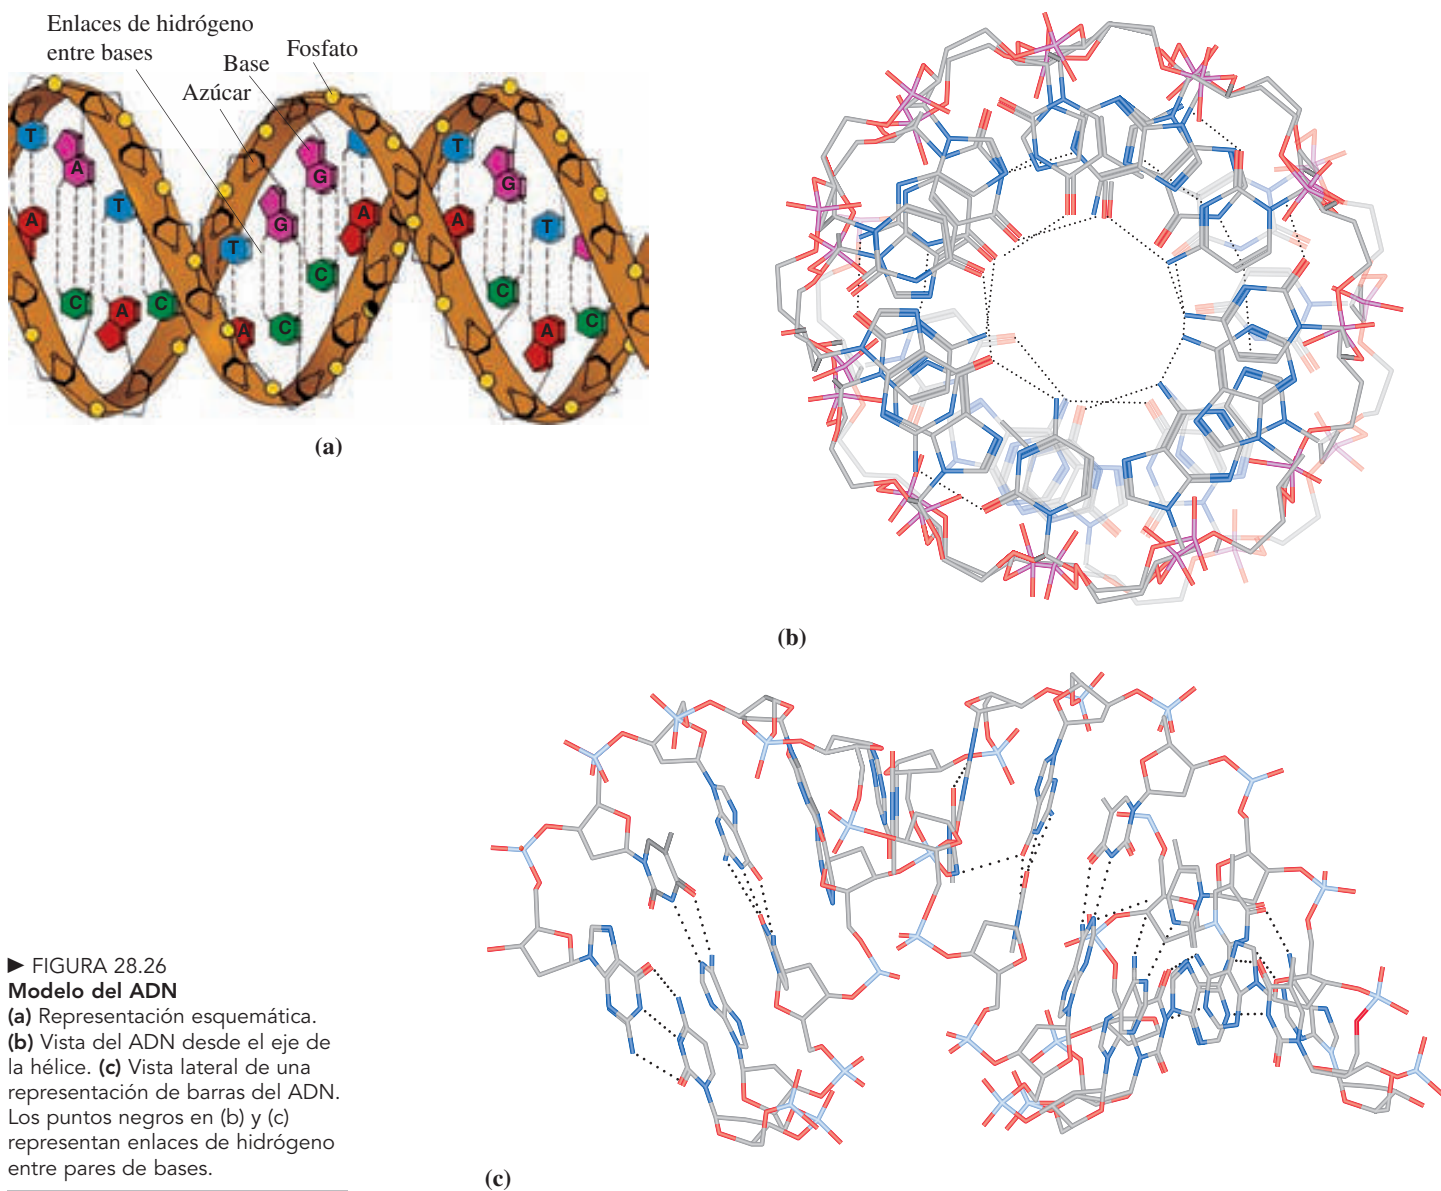 Enlaces de hidrógeno
entre bases
Fosfato
Base
Azúcar
T
A
T
A
C
A
C
T
G
G
A
T
C
C
A
T
G
A
T
C
A
C
(a)
(b)
(c)
► FIGURA 28.26
Modelo del ADN
(a) Representación esquemática.
(b) Vista del ADN desde el eje de
la hélice. (c) Vista lateral de una
representación de barras del ADN.
Los puntos negros en (b) y (c)
representan enlaces de hidrógeno
entre pares de bases.